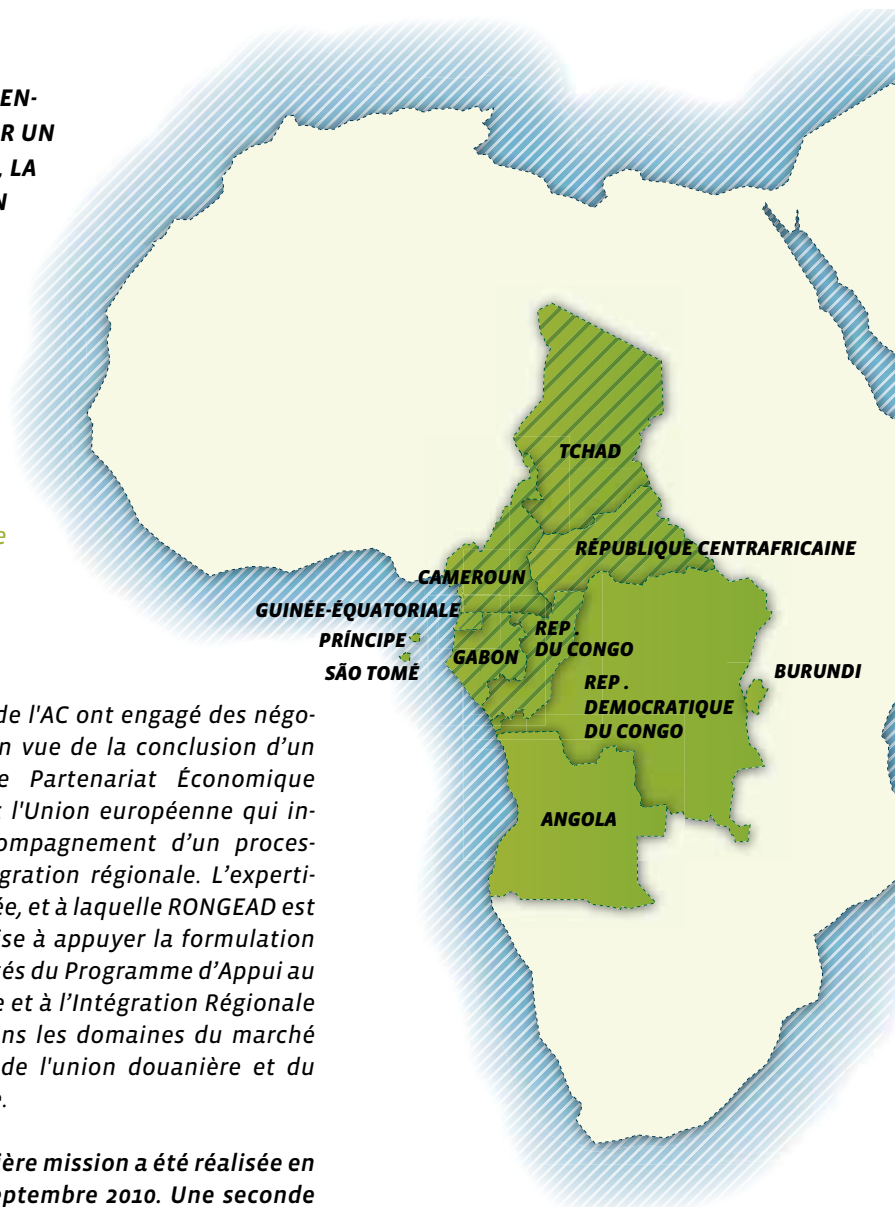 EN-
R UN
, LA
N
e
de l'AC ont engagé des négo-
n vue de la conclusion d’un
e Partenariat Économique
c l'Union européenne qui in-
ompagnement d’un proces-
gration régionale. L’experti-
ée, et à laquelle RONGEAD est
ise à appuyer la formulation
tés du Programme d’Appui au
e et à l’Intégration Régionale
ns les domaines du marché
de l'union douanière et du
e.
ière mission a été réalisée en
eptembre 2010. Une seconde
TCHAD
RÉPUBLIQUE CENTRAFRICAINE
CAMEROUN
GUINÉE-ÉQUATORIALE
PRÍNCIPE
SÃO TOMÉ
GABON
REP .
DU CONGO
REP .
DEMOCRATIQUE
DU CONGO
BURUNDI
ANGOLA